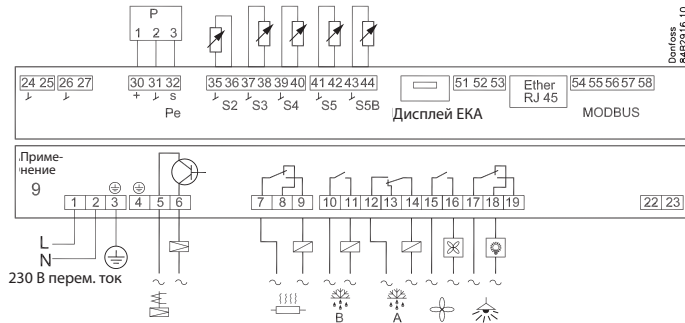 P
1 2 3
Danfoss
84B2916.10
24 25 26 27 30 31 32 35 36 37 38 39 40 41 42 43 44 51 52 53 54 55 56 57 58
+ s
Pe
S2 S3 S4 S5 S5B
Дисплей EKA
Ether
RJ 45
MODBUS
Приме-
нение
9
1 2 3 4 5 6 7 8 9 10 11 12 13 14 15 16 17 18 19 22 23
L
N
230 В перем. ток
B A